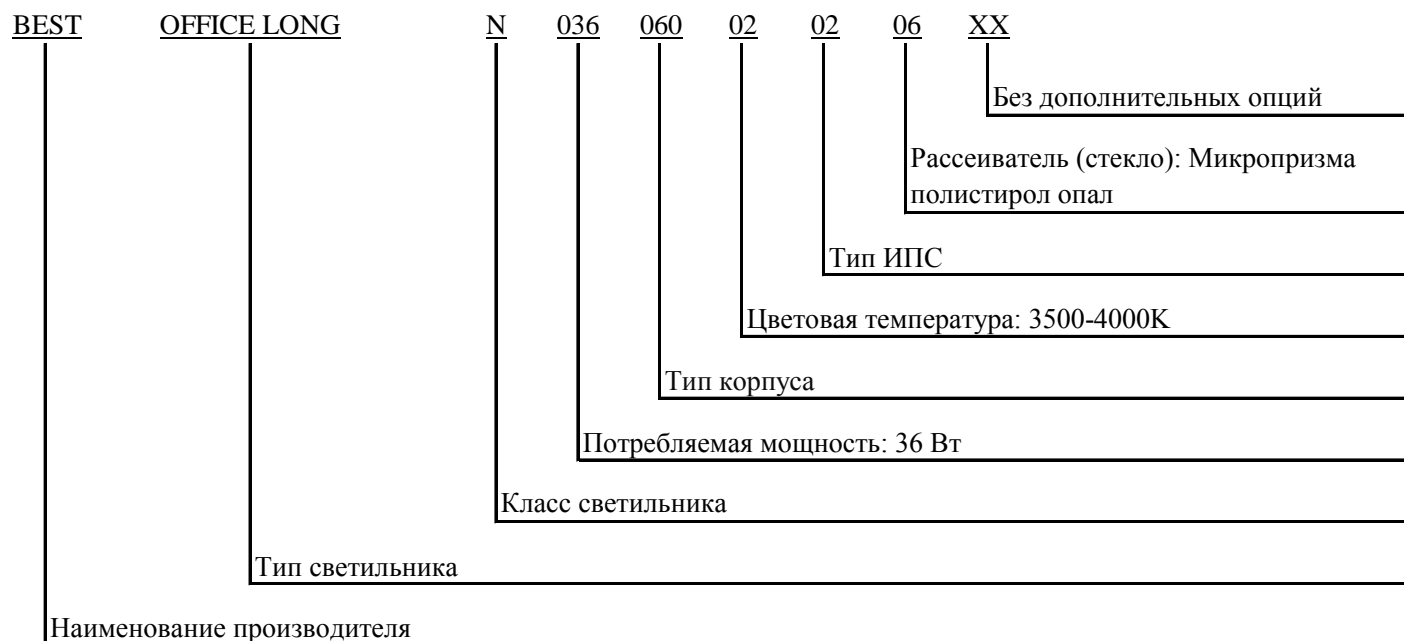 BEST OFFICE LONG N 036 060 02 02 06 XX
Без дополнительных опций
Рассеиватель (стекло): Микропризма
полистирол опал
Тип ИПС
Цветовая температура: 3500-4000K
Тип корпуса
Потребляемая мощность: 36 Вт
Класс светильника
Тип светильника
Наименование производителя